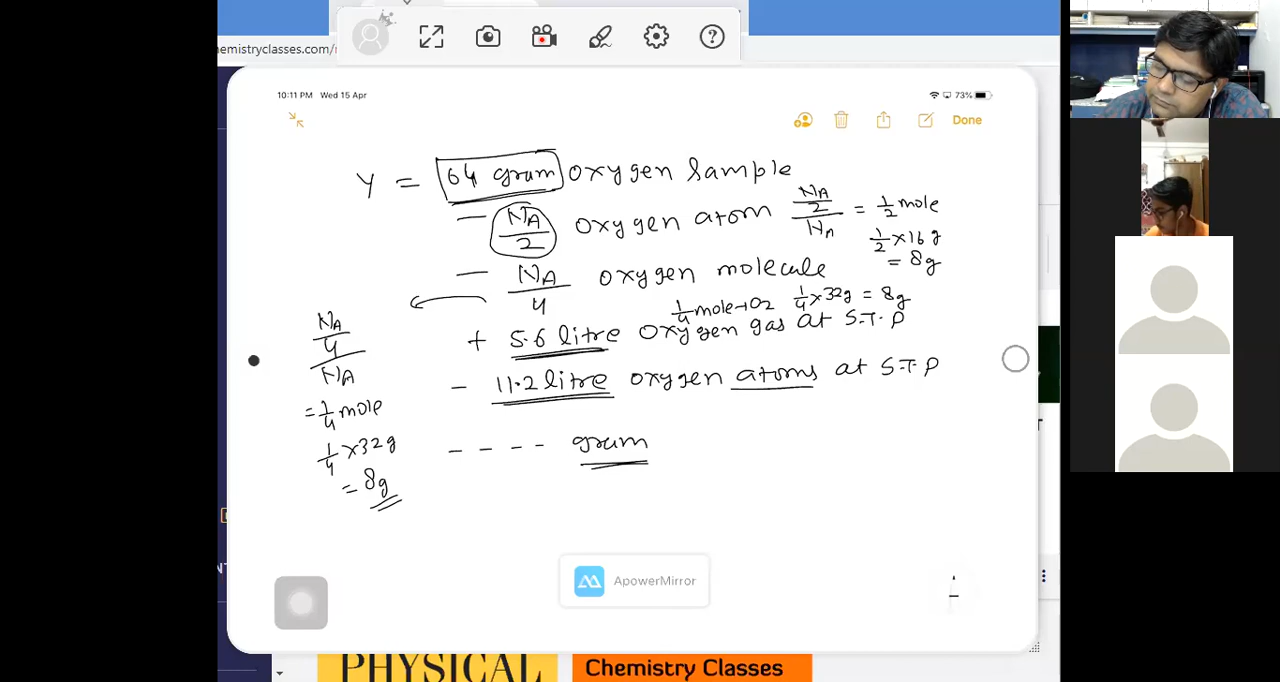 emistryclasses.com/
10:11 PM Wed 15 Apr
73%
Done
Y = 64 gram oxygen sample
- NA/2 oxygen atom
NA/2 / NA = 1/2 mole
1/2 × 16 g
= 8g
- NA/4 oxygen molecule
1/4 mole → O2 1/4 × 32g = 8g
+ 5.6 litre oxygen gas at S.T.P
- 11.2 litre oxygen atoms at S.T.P
- - - - gram
NA/4 / NA
= 1/4 mole
1/4 × 32g
= 8g
ApowerMirror
PHYSICAL
Chemistry Classes